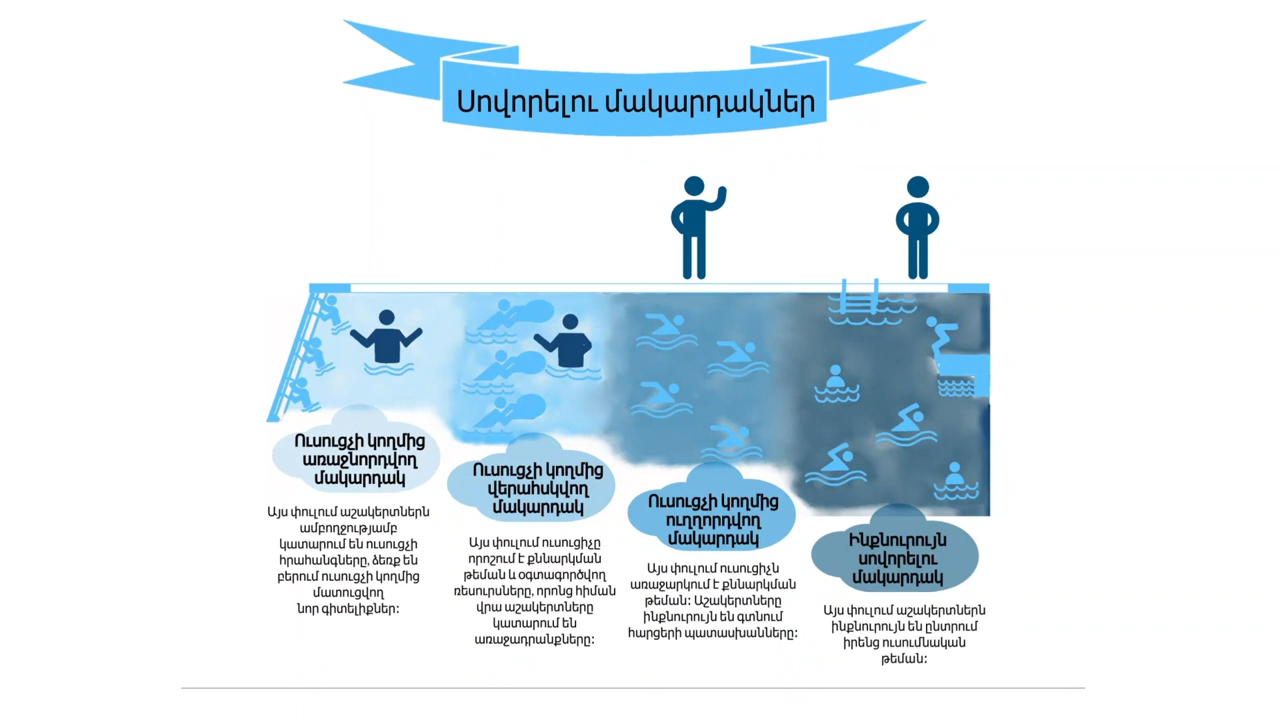 Սովորելու մակարդակներ
Ուսուցչի կողմից
առաջնորդվող
մակարդակ
Այս փուլում աշակերտներն
ամբողջությամբ
կատարում են ուսուցչի
հրահանգները, ձեռք են
բերում ուսուցչի կողմից
մատուցվող
նոր գիտելիքներ:
Ուսուցչի կողմից
վերահսկվող
մակարդակ
Այս փուլում ուսուցիչը
որոշում է քննարկման
թեման և օգտագործվող
ռեսուրսները, որոնց հիման
վրա աշակերտները
կատարում են
առաջադրանքները:
Ուսուցչի կողմից
ուղղորդվող
մակարդակ
Այս փուլում ուսուցիչն
առաջարկում է քննարկման
թեման: Աշակերտները
ինքնուրույն են գտնում
հարցերի պատասխանները:
Ինքնուրույն
սովորելու
մակարդակ
Այս փուլում աշակերտներն
ինքնուրույն են ընտրում
իրենց ուսումնական
թեման: